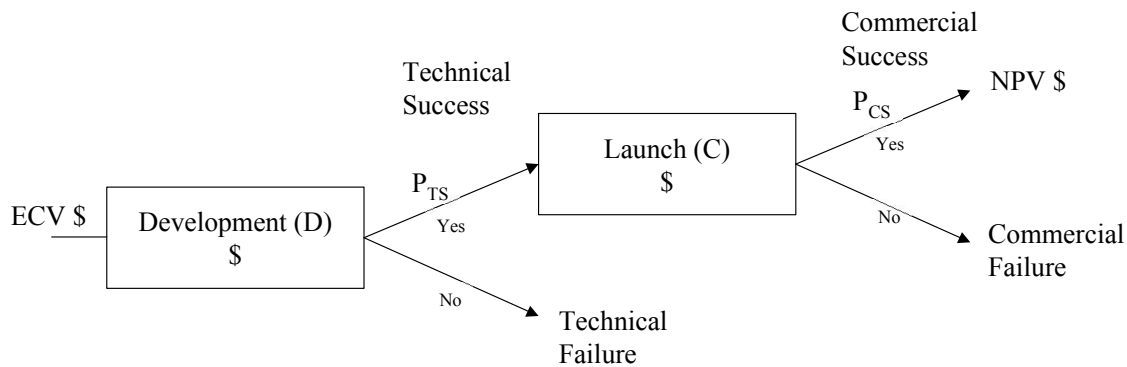 Commercial
Success
Technical
Success
NPV $
P_CS
Yes
Launch (C)
$
P_TS
Yes
No
ECV $
Development (D)
$
Commercial
Failure
No
Technical
Failure